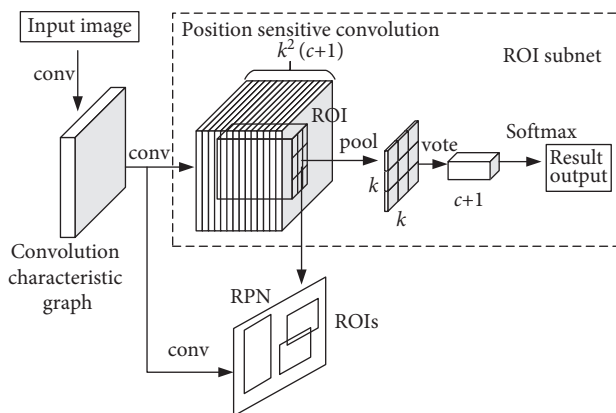 Input image
conv
Convolution
characteristic
graph
conv
conv
Position sensitive convolution
k² (c+1)
ROI subnet
ROI
pool
k
k
vote
c+1
Softmax
Result
output
RPN
ROIs